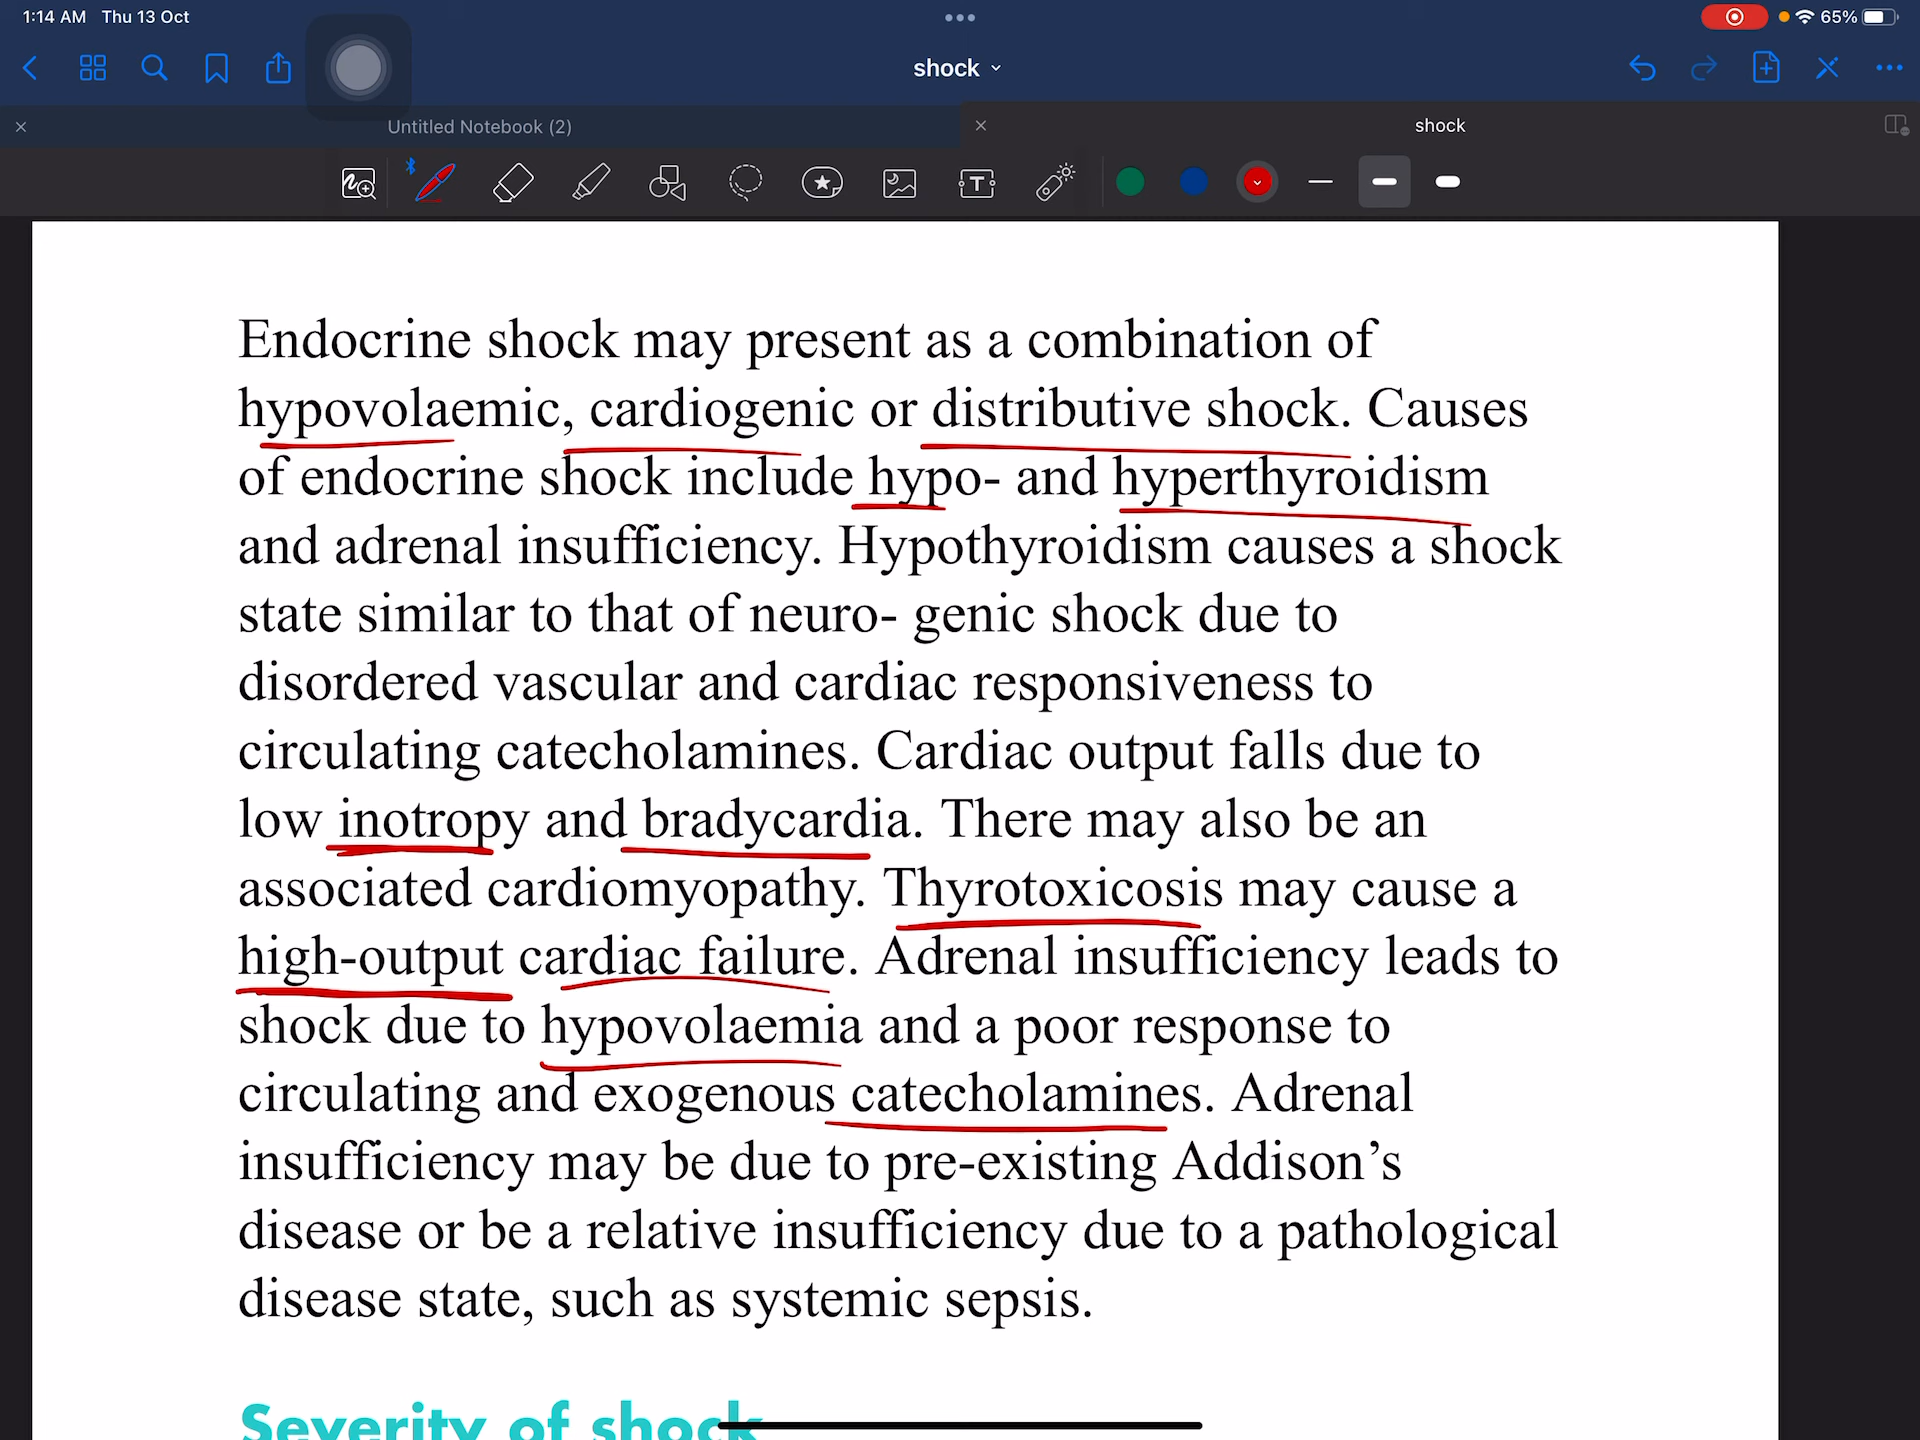 1:14 AM Thu 13 Oct
65%
shock
Untitled Notebook (2)
shock
Endocrine shock may present as a combination of
hypovolaemic, cardiogenic or distributive shock. Causes
of endocrine shock include hypo- and hyperthyroidism
and adrenal insufficiency. Hypothyroidism causes a shock
state similar to that of neuro- genic shock due to
disordered vascular and cardiac responsiveness to
circulating catecholamines. Cardiac output falls due to
low inotropy and bradycardia. There may also be an
associated cardiomyopathy. Thyrotoxicosis may cause a
high-output cardiac failure. Adrenal insufficiency leads to
shock due to hypovolaemia and a poor response to
circulating and exogenous catecholamines. Adrenal
insufficiency may be due to pre-existing Addison’s
disease or be a relative insufficiency due to a pathological
disease state, such as systemic sepsis.
Severity of shock